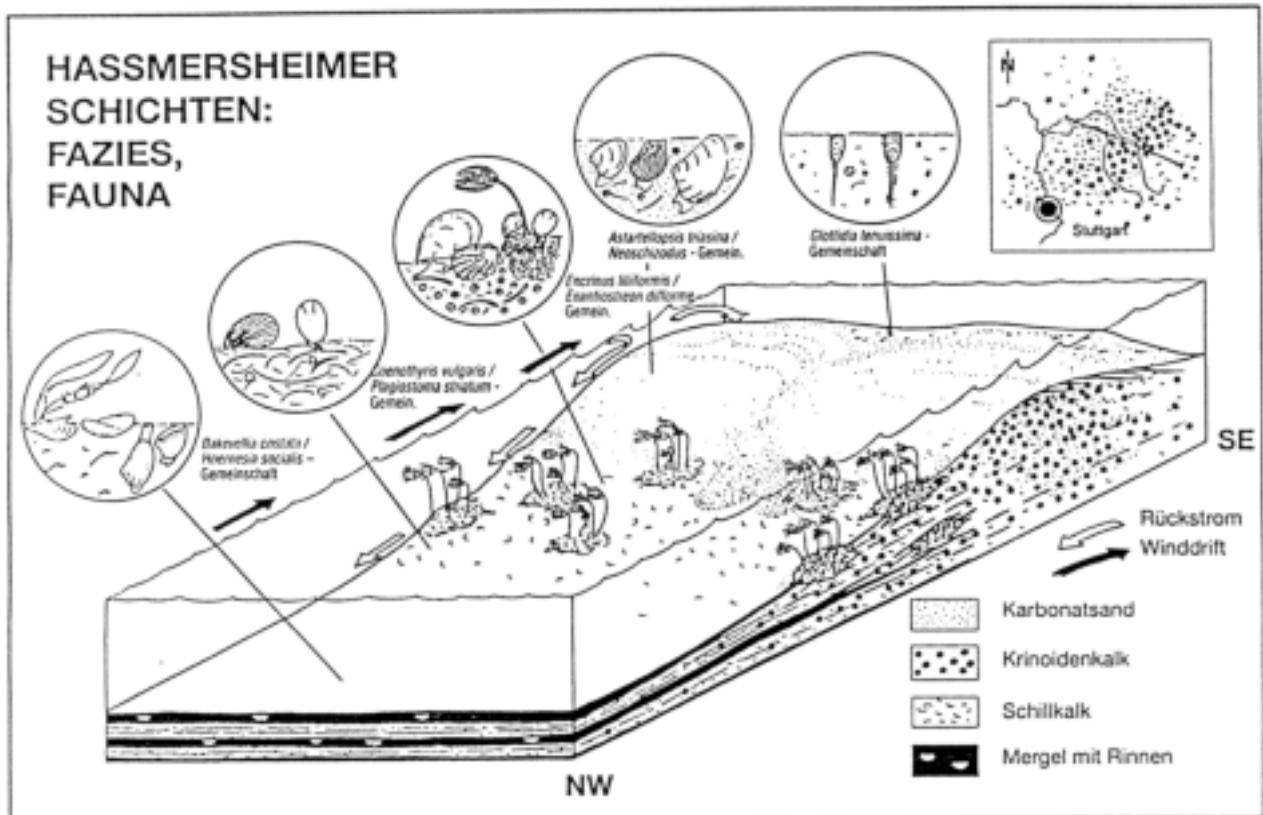 HASSMERSHEIMER
SCHICHTEN:
FAZIES,
FAUNA
N
Stuttgart
Glottidia tenuissima -
Gemeinschaft
Astartellopsis triasina /
Neoschizodus - Gemein.
Encrinus liliiformis /
Enantiostreon difforme -
Gemein.
Coenothyris vulgaris /
Plagiostoma striatum -
Gemein.
Bakevellia costata /
Hoernesia socialis -
Gemeinschaft
SE
NW
Rückstrom
Winddrift
Karbonatsand
Krinoidenkalk
Schillkalk
Mergel mit Rinnen